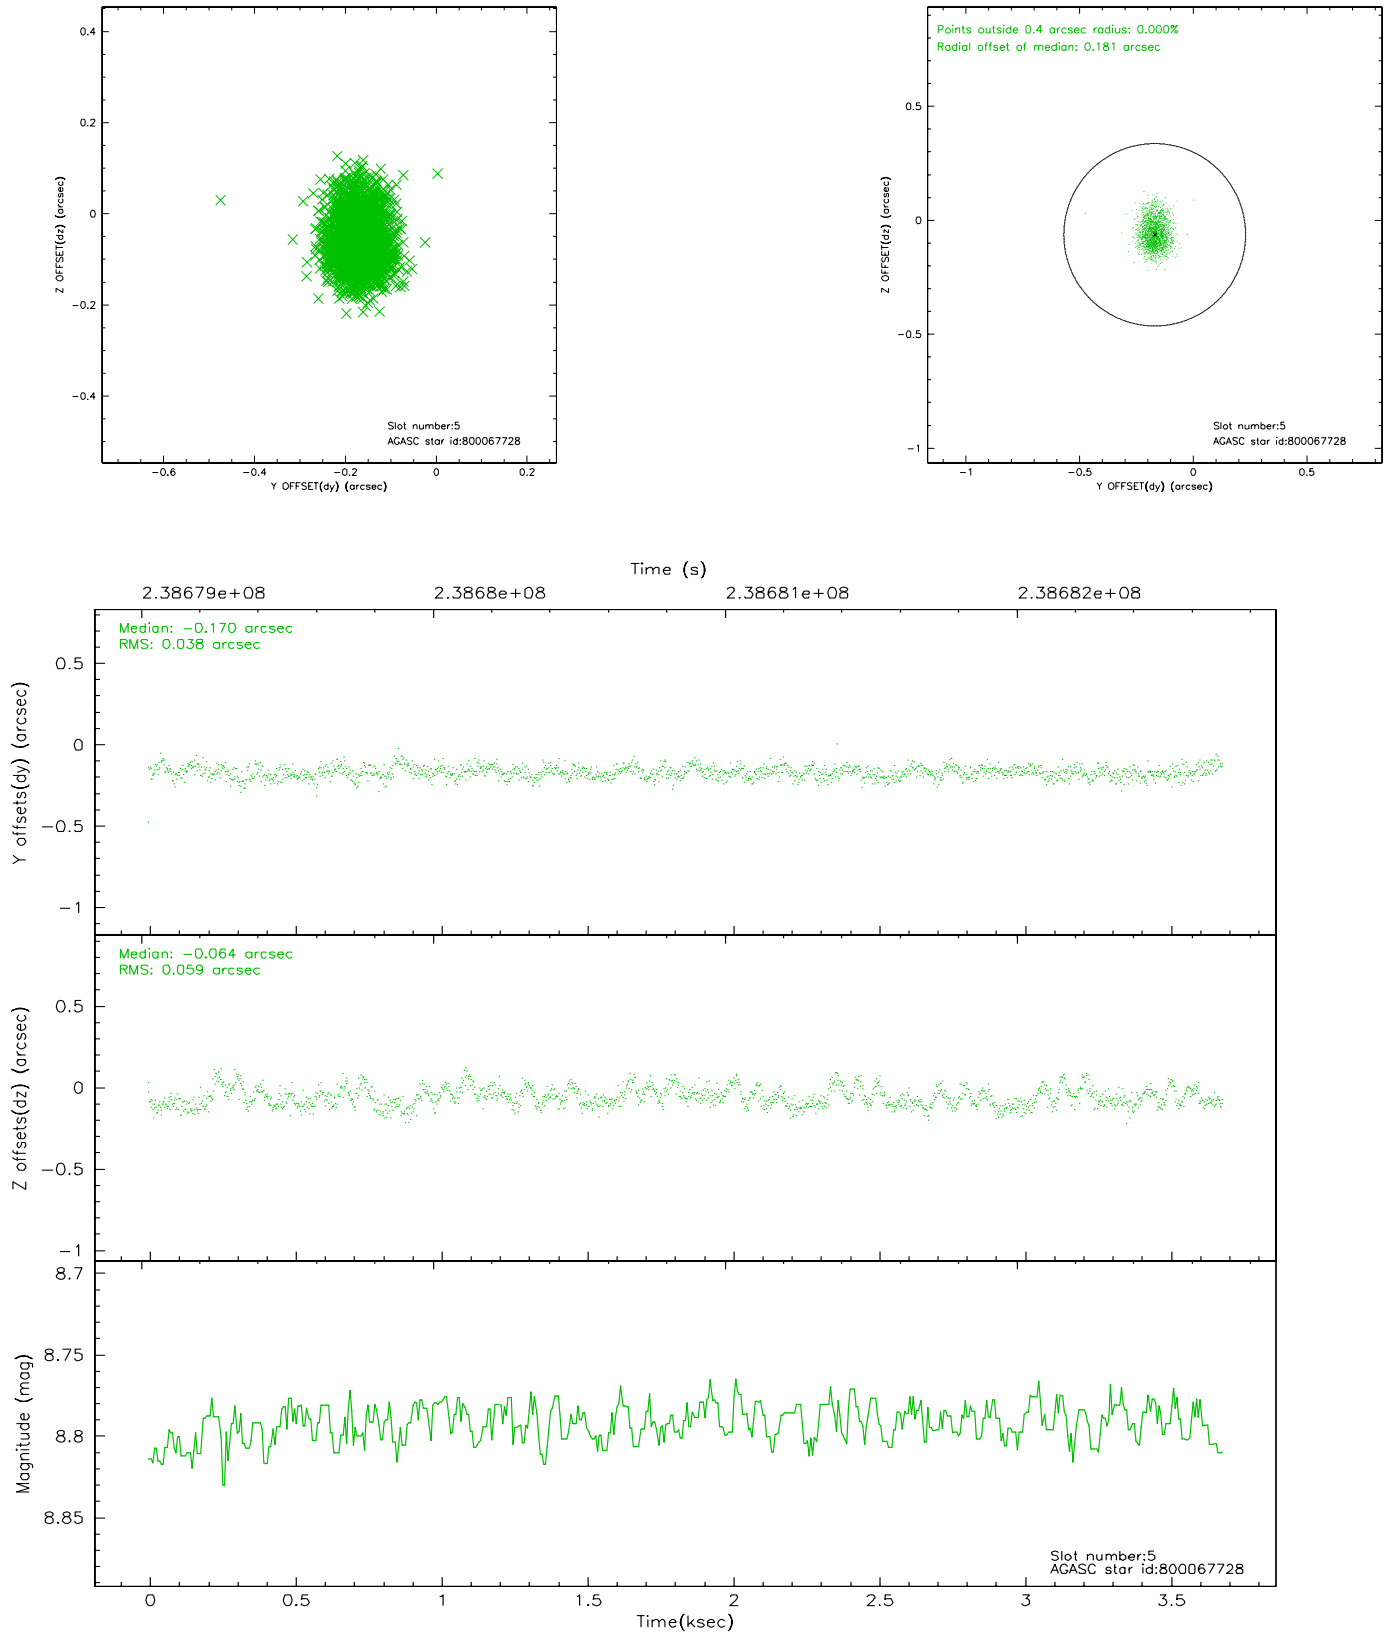 0.4
0.2
0
−0.2
−0.4
Z OFFSET(dz) (arcsec)
Slot number:5
AGASC star id:800067728
−0.6 −0.4 −0.2 0 0.2
Y OFFSET(dy) (arcsec)
Points outside 0.4 arcsec radius: 0.000%
Radial offset of median: 0.181 arcsec
0.5
0
−0.5
−1
Z OFFSET(dz) (arcsec)
Slot number:5
AGASC star id:800067728
−1 −0.5 0 0.5
Y OFFSET(dy) (arcsec)
Time (s)
2.38679e+08 2.3868e+08 2.38681e+08 2.38682e+08
Median: −0.170 arcsec
RMS: 0.038 arcsec
0.5
0
−0.5
−1
Y offsets(dy) (arcsec)
Median: −0.064 arcsec
RMS: 0.059 arcsec
0.5
0
−0.5
−1
Z offsets(dz) (arcsec)
8.7
8.75
8.8
8.85
Magnitude (mag)
Slot number:5
AGASC star id:800067728
0 0.5 1 1.5 2 2.5 3 3.5
Time(ksec)